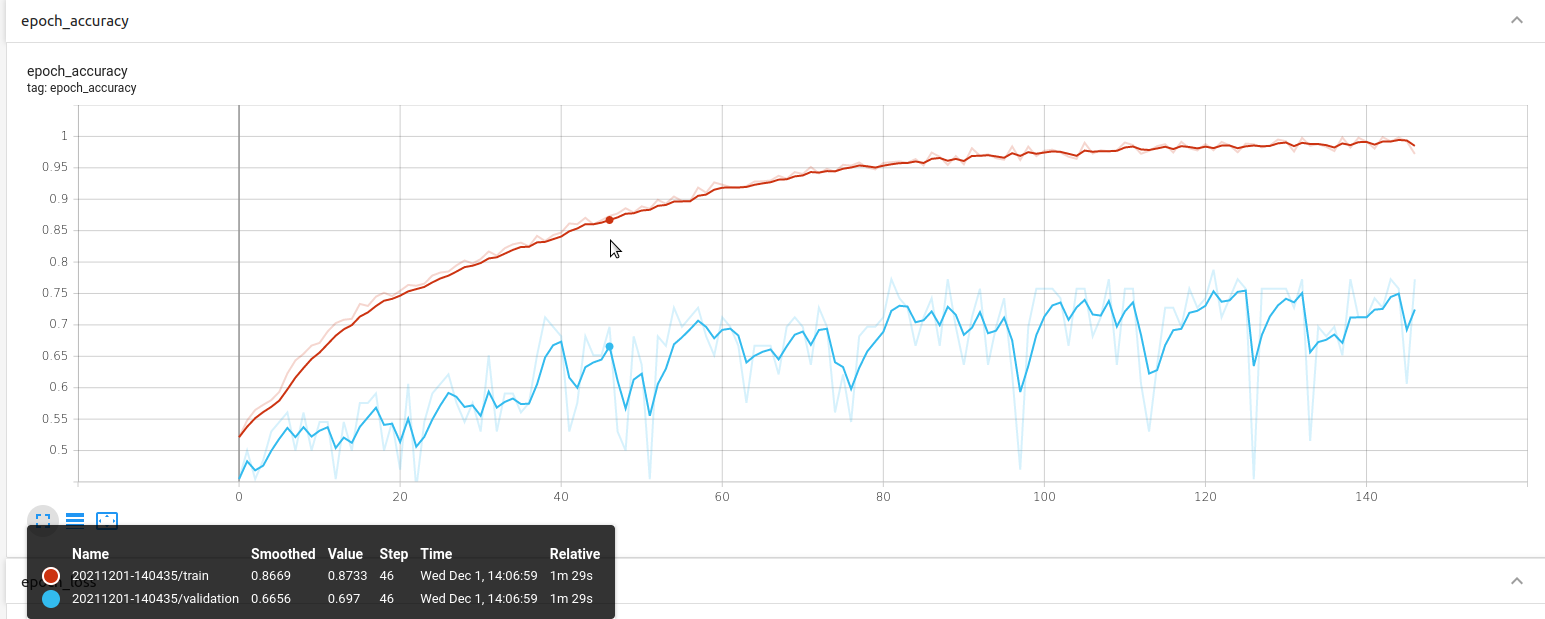 epoch_accuracy
epoch_accuracy
tag: epoch_accuracy
1
0.95
0.9
0.85
0.8
0.75
0.7
0.65
0.6
0.55
0.5
0 20 40 60 80 100 120 140
Name Smoothed Value Step Time Relative
20211201-140435/train 0.8669 0.8733 46 Wed Dec 1, 14:06:59 1m 29s
epoch_loss
20211201-140435/validation 0.6656 0.697 46 Wed Dec 1, 14:06:59 1m 29s